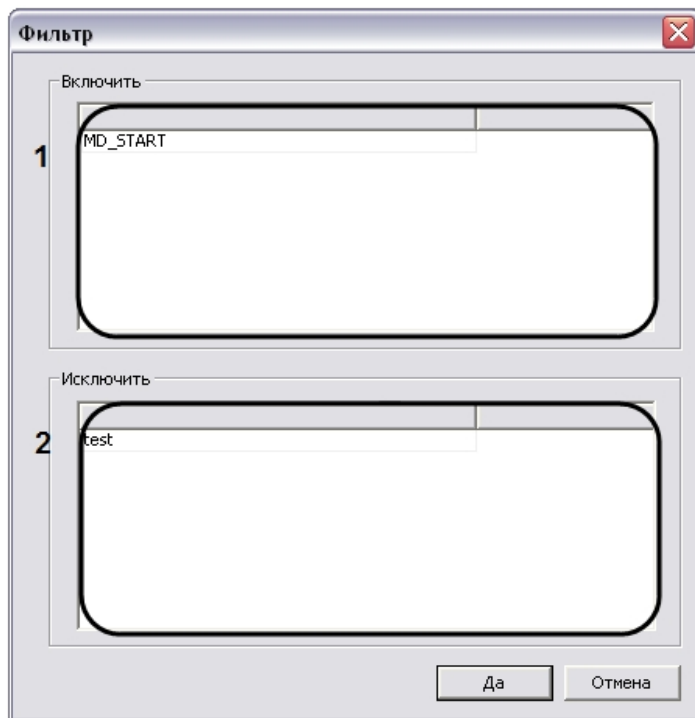 Фильтр
Включить
1
MD_START
Исключить
2
test
Да
Отмена